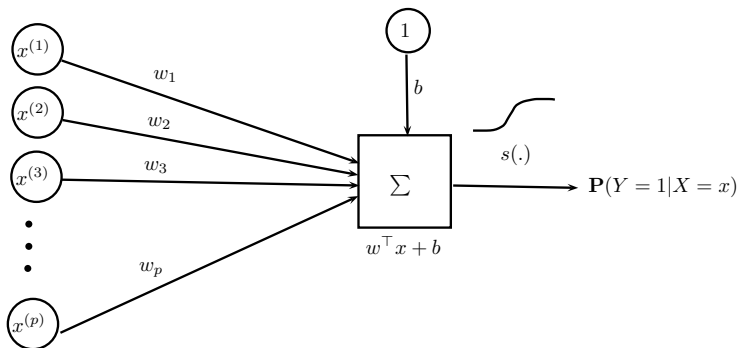 1
x^{(1)}
w_1
b
x^{(2)}
w_2
s(.)
w_3
x^{(3)}
Σ
P(Y = 1|X = x)
w^⊤x + b
w_p
x^{(p)}